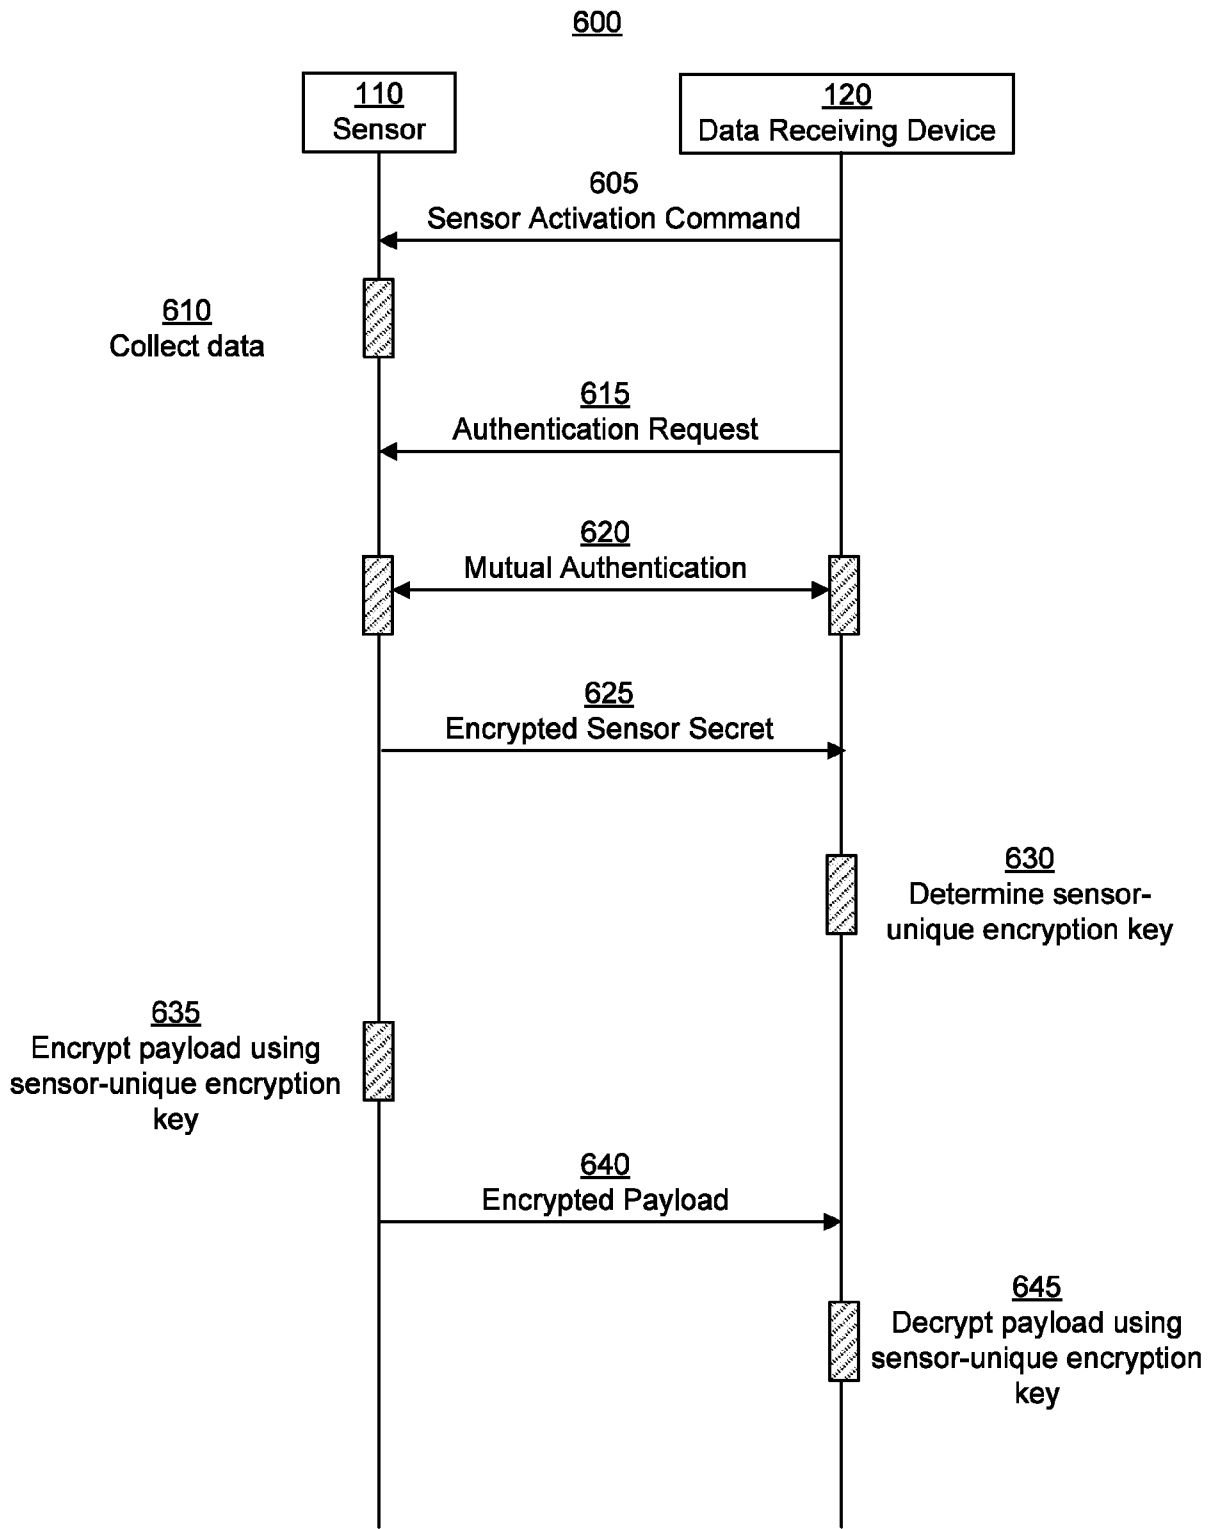 600
110
Sensor
120
Data Receiving Device
605
Sensor Activation Command
610
Collect data
615
Authentication Request
620
Mutual Authentication
625
Encrypted Sensor Secret
630
Determine sensor-
unique encryption key
635
Encrypt payload using
sensor-unique encryption
key
640
Encrypted Payload
645
Decrypt payload using
sensor-unique encryption
key